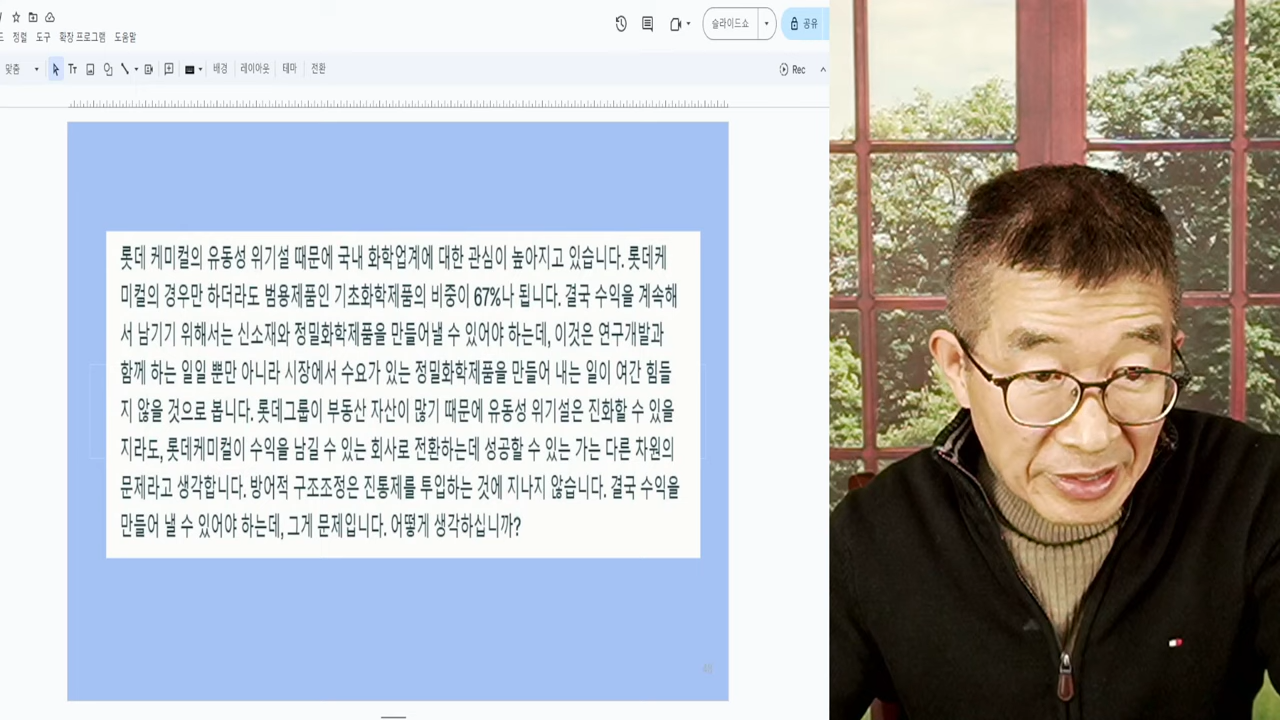 정렬 도구 확장 프로그램 도움말
슬라이드쇼
공유
맞춤
배경 레이아웃 테마 전환
Rec
롯데 케미컬의 유동성 위기설 때문에 국내 화학업계에 대한 관심이 높아지고 있습니다. 롯데케
미컬의 경우만 하더라도 범용제품인 기초화학제품의 비중이 67%나 됩니다. 결국 수익을 계속해
서 남기기 위해서는 신소재와 정밀화학제품을 만들어낼 수 있어야 하는데, 이것은 연구개발과
함께 하는 일일 뿐만 아니라 시장에서 수요가 있는 정밀화학제품을 만들어 내는 일이 여간 힘들
지 않을 것으로 봅니다. 롯데그룹이 부동산 자산이 많기 때문에 유동성 위기설은 진화할 수 있을
지라도, 롯데케미컬이 수익을 남길 수 있는 회사로 전환하는데 성공할 수 있는 가는 다른 차원의
문제라고 생각합니다. 방어적 구조조정은 진통제를 투입하는 것에 지나지 않습니다. 결국 수익을
만들어 낼 수 있어야 하는데, 그게 문제입니다. 어떻게 생각하십니까?